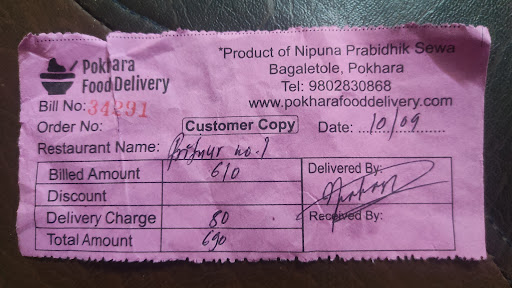 Pokhara
Food Delivery
*Product of Nipuna Prabidhik Sewa
Bagaletole, Pokhara
Tel: 9802830868
www.pokharafooddelivery.com
Bill No: 34291
Order No:
Customer Copy
Date: 10/09
Restaurant Name: no. 1
Billed Amount 610
Discount
Delivery Charge 80
Total Amount 690
Delivered By:
Received By: